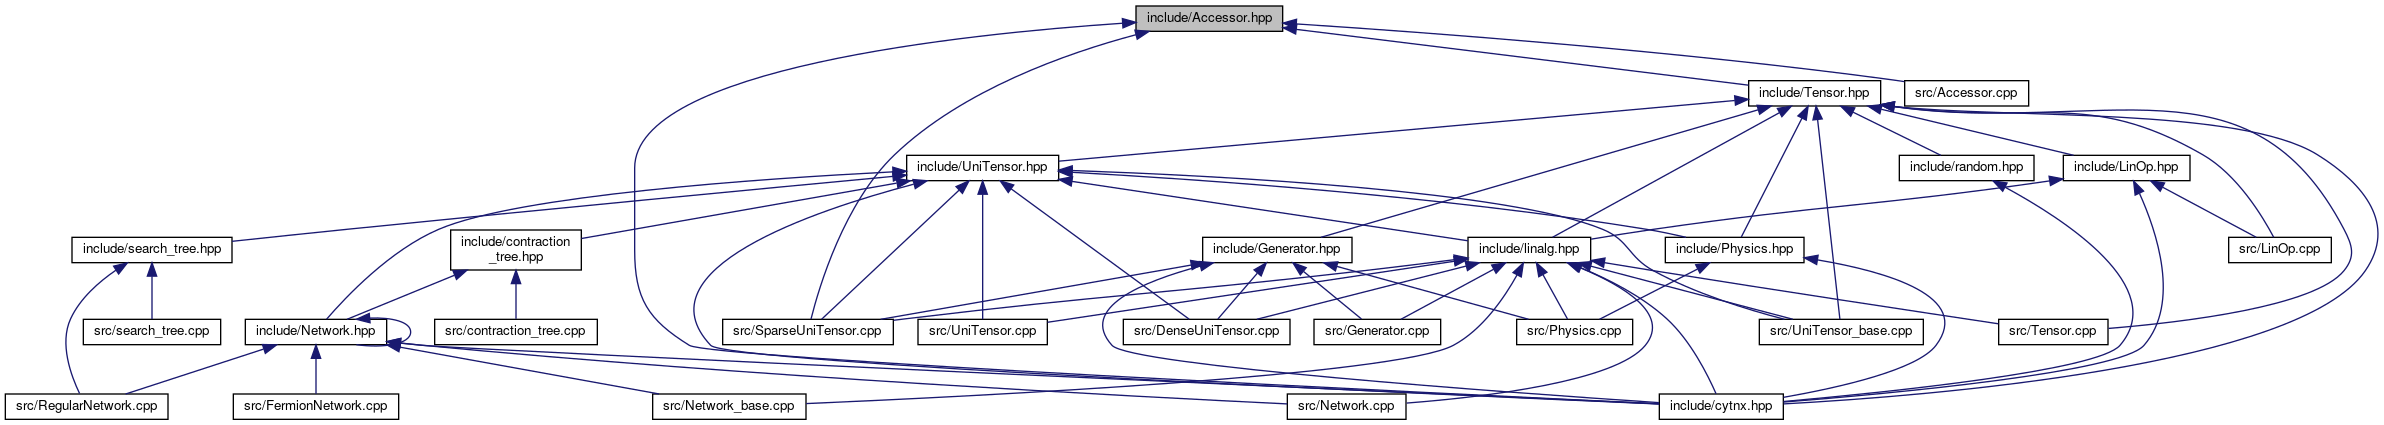 include/Accessor.hpp
include/Tensor.hpp
src/Accessor.cpp
include/UniTensor.hpp
include/random.hpp
include/LinOp.hpp
include/search_tree.hpp
include/contraction
_tree.hpp
include/Generator.hpp
include/linalg.hpp
include/Physics.hpp
src/LinOp.cpp
include/Network.hpp
src/search_tree.cpp
src/contraction_tree.cpp
src/SparseUniTensor.cpp
src/UniTensor.cpp
src/DenseUniTensor.cpp
src/Generator.cpp
src/Physics.cpp
src/UniTensor_base.cpp
src/Tensor.cpp
src/RegularNetwork.cpp
src/FermionNetwork.cpp
src/Network_base.cpp
src/Network.cpp
include/cytnx.hpp